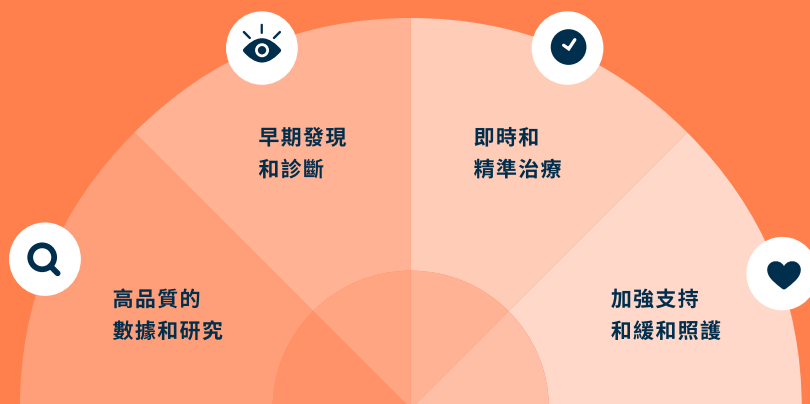 早期發現
和診斷
即時和
精準治療
高品質的
數據和研究
加強支持
和緩和照護